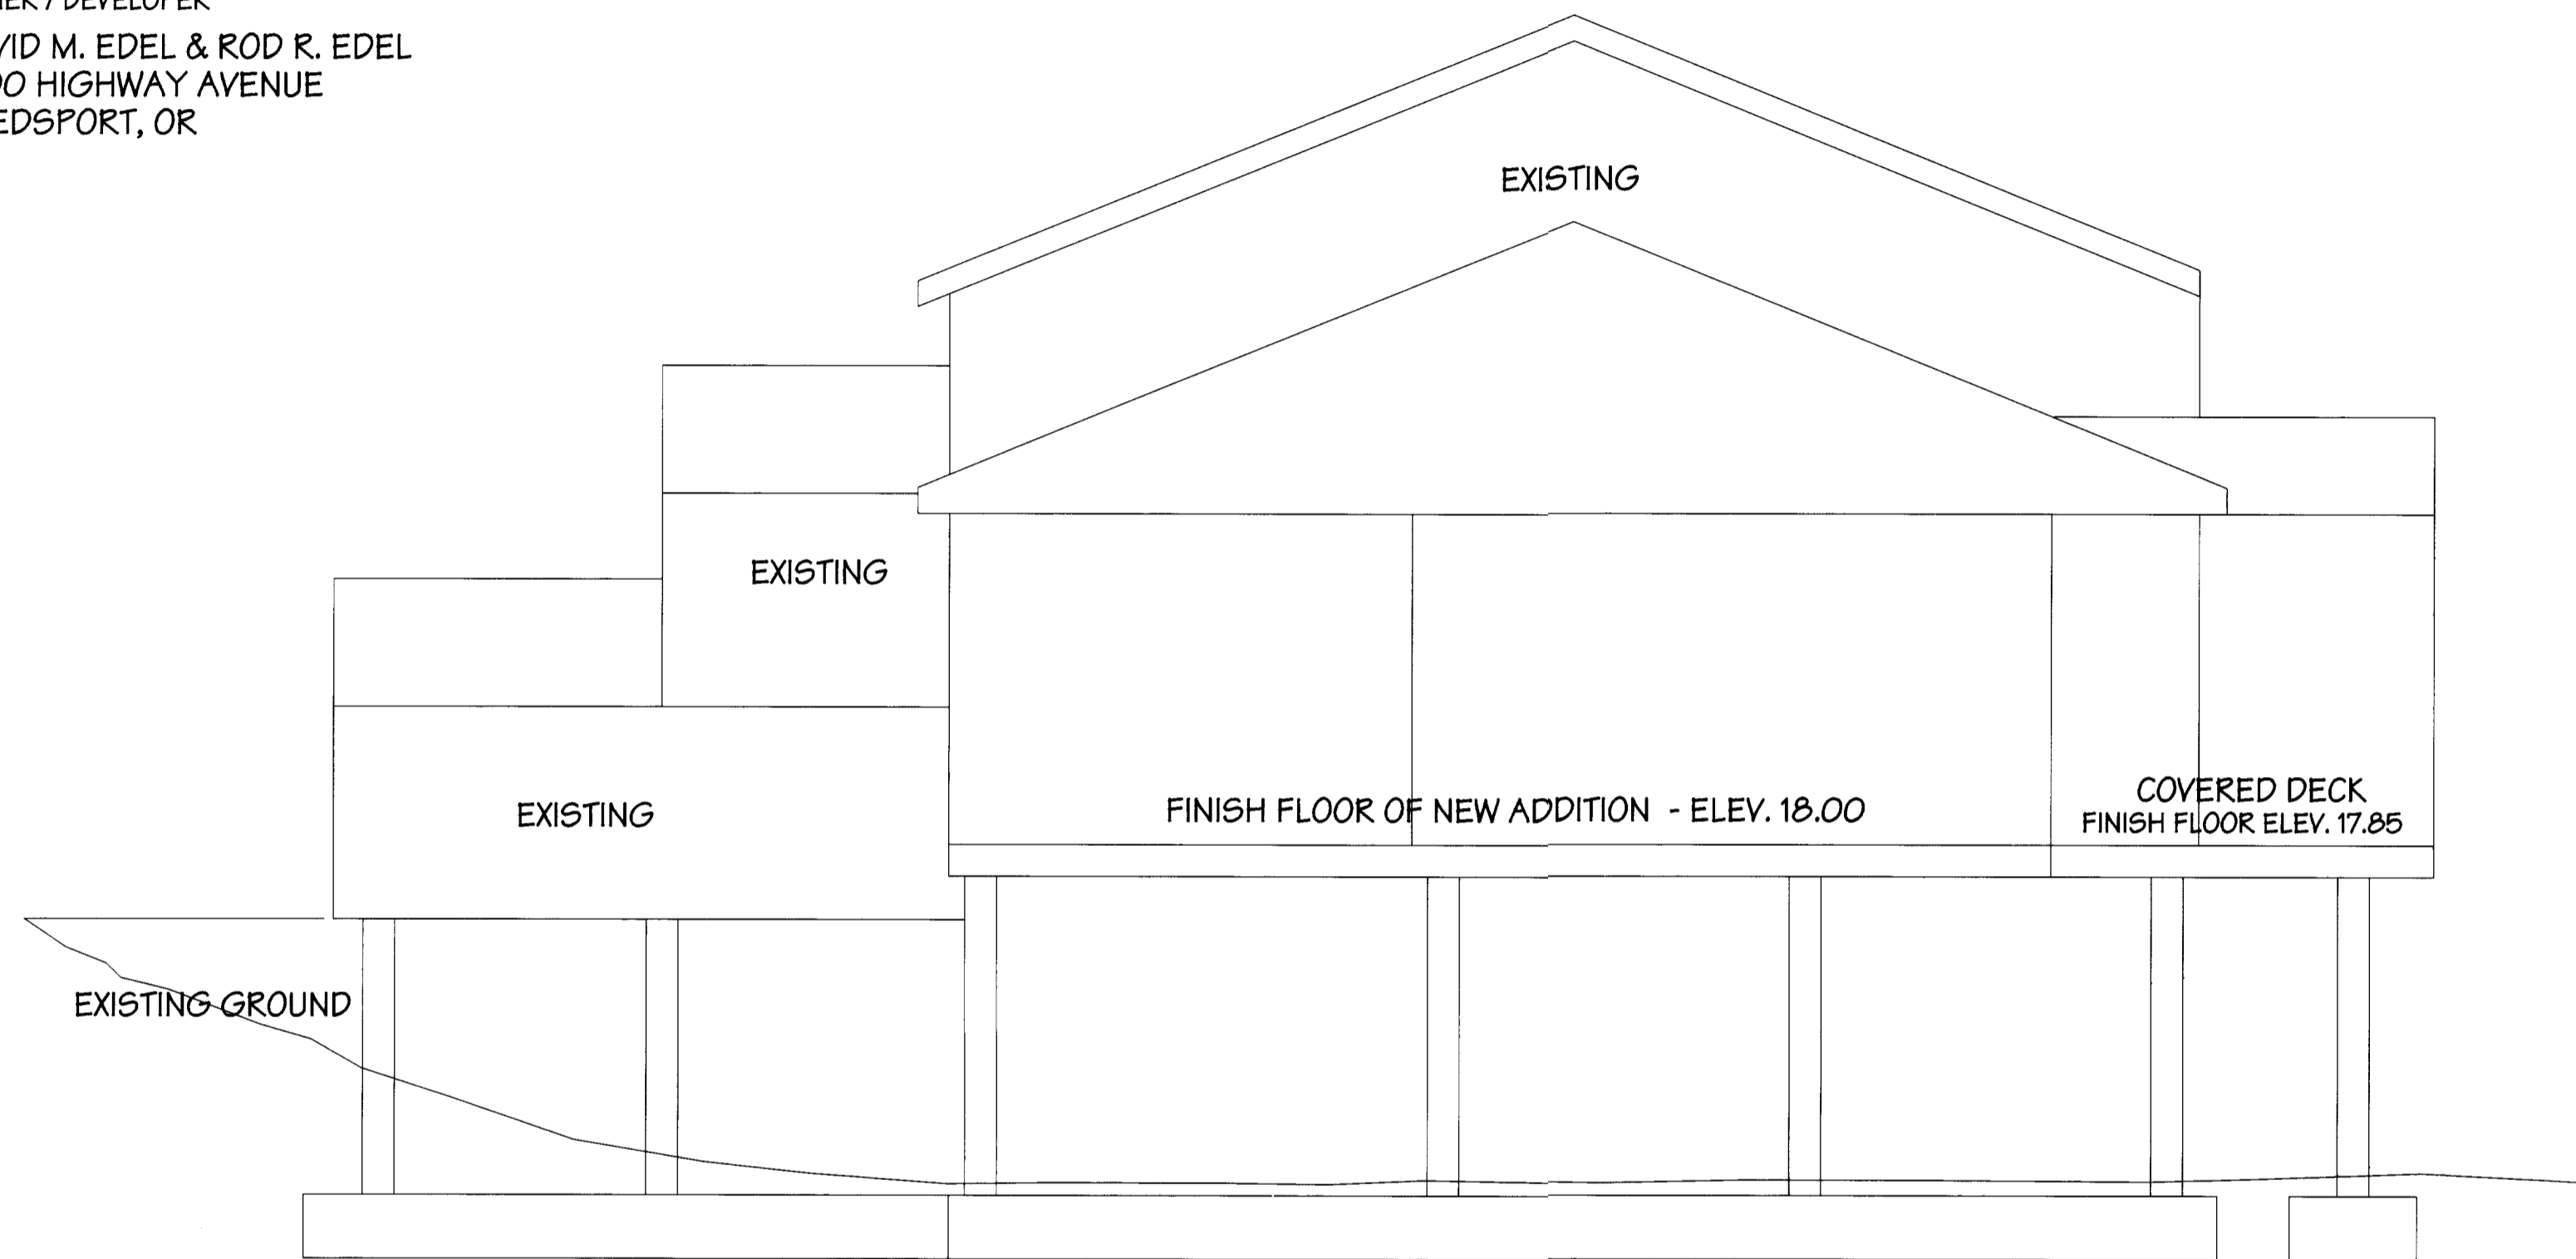 / DEVELOPER
M. EDEL & ROD R. EDEL
HIGHWAY AVENUE
EDSPORT, OR
EXISTING
EXISTING
EXISTING
FINISH FLOOR OF NEW ADDITION - ELEV. 18.00
COVERED DECK
FINISH FLOOR ELEV. 17.85
EXISTING GROUND